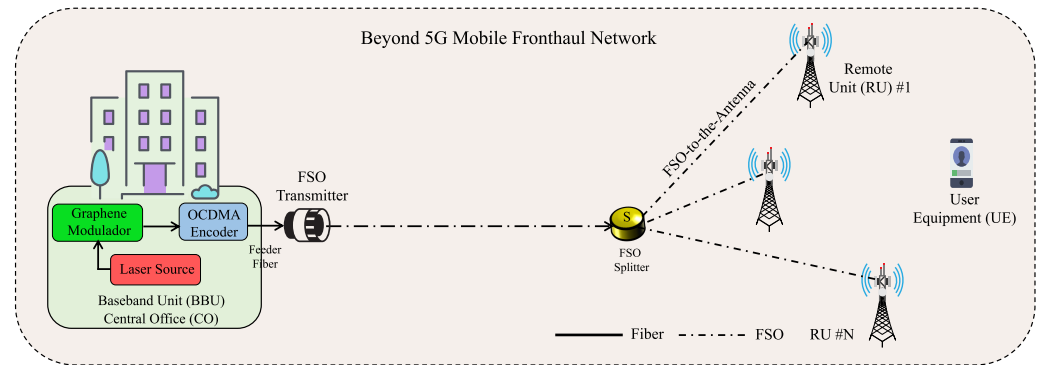 Beyond 5G Mobile Fronthaul Network
Remote
Unit (RU) #1
FSO-to-the-Antenna
FSO
Transmitter
Graphene
Modulador
OCDMA
Encoder
Feeder
Fiber
Laser Source
Baseband Unit (BBU)
Central Office (CO)
S
FSO
Splitter
User
Equipment (UE)
Fiber
FSO
RU #N